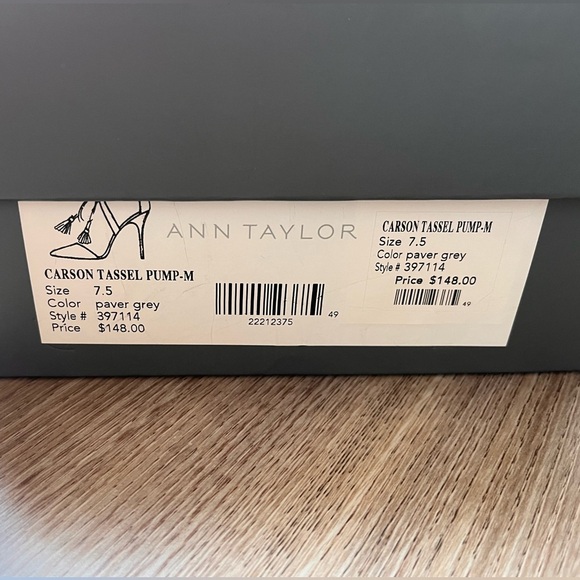 ANN TAYLOR
CARSON TASSEL PUMP-M
Size 7.5
Color paver grey
Style # 397114
Price $148.00
22212375
49
CARSON TASSEL PUMP-M
Size 7.5
Color paver grey
Style # 397114
Price $148.00
49